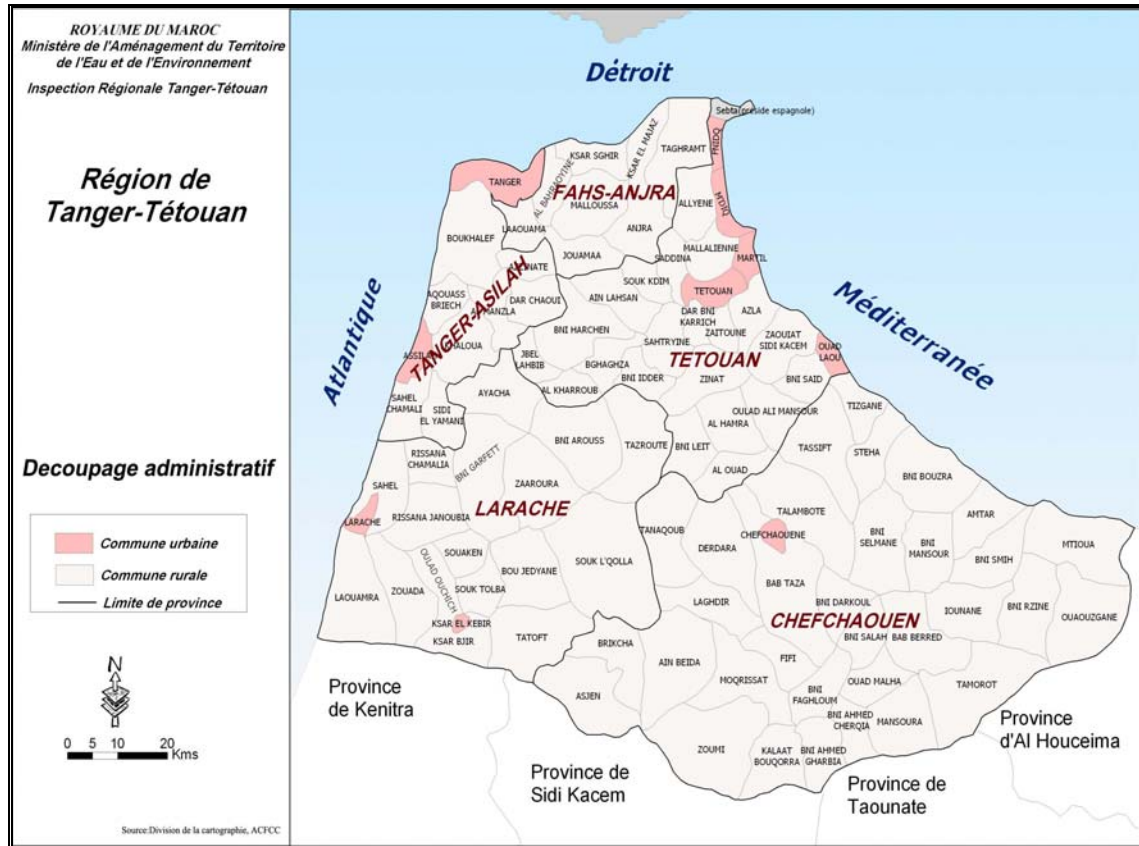 ROYAUME DU MAROC
Ministère de l'Aménagement du Territoire
de l'Eau et de l'Environnement
Inspection Régionale Tanger-Tétouan
Région de
Tanger-Tétouan
Decoupage administratif
Commune urbaine
Commune rurale
Limite de province
N
0 5 10 20
Kms
Source:Division de la cartographie, ACFCC
Détroit
Atlantique
Méditerranée
Sebta(préside espagnole)
FNIDQ
KSAR SGHIR
KSAR EL MAJAZ
TAGHRAMT
TANGER
AL BAHRAOYINE
FAHS-ANJRA
MALLOUSSA
ALLYENE
M'DIQ
LAAOUAMA
ANJRA
BOUKHALEF
JOUAMAA
MALLALIENNE
SADDINA
MARTIL
SOUK KDIM
TETOUAN
AQOUASS
BRIECH
DAR CHAOUI
AIN LAHSAN
MANZLA
TANGER-ASILAH
DAR BNI
KARRICH
AZLA
ZAITOUNE
BNI HARCHEN
SAHTRYINE
ZAOUIAT
SIDI KACEM
OUAD
LAOU
JBEL
LAHBIB
BGHAGHZA
TETOUAN
BNI IDDER
ZINAT
BNI SAID
AL KHARROUB
AYACHA
SAHEL
CHAMALI
SIDI
EL YAMANI
OULAD ALI MANSOUR
AL HAMRA
TIZGANE
BNI AROUSS
TAZROUTE
BNI LEIT
TASSIFT
STEHA
RISSANA
CHAMALIA
BNI GARFETT
AL OUAD
BNI BOUZRA
SAHEL
ZAAROURA
LARACHE
LARACHE
RISSANA JANOUBIA
TANAQOUB
TALAMBOTE
AMTAR
CHEFCHAOUENE
DERDARA
BNI
SELMANE
BNI
MANSOUR
MTIOUA
BNI SMIH
SOUAKEN
OULAD OUCHICH
BOU JEDYANE
SOUK L'QOLLA
BAB TAZA
ZOUADA
SOUK TOLBA
LAOUAMRA
LAGHDIR
BNI DARKOUL
IOUNANE
BNI RZINE
OUAOUZGANE
CHEFCHAOUEN
KSAR EL KEBIR
KSAR BJIR
TATOFT
BRIKCHA
BNI SALAH
BAB BERRED
AIN BEIDA
FIFI
MOQRISSAT
OUAD MALHA
TAMOROT
ASJEN
BNI
FAGHLOUM
BNI AHMED
CHERQIA
MANSOURA
ZOUMI
KALAAT
BOUQORRA
BNI AHMED
GHARBIA
Province
de Kenitra
Province de
Sidi Kacem
Province de
Taounate
Province
d'Al Houceima